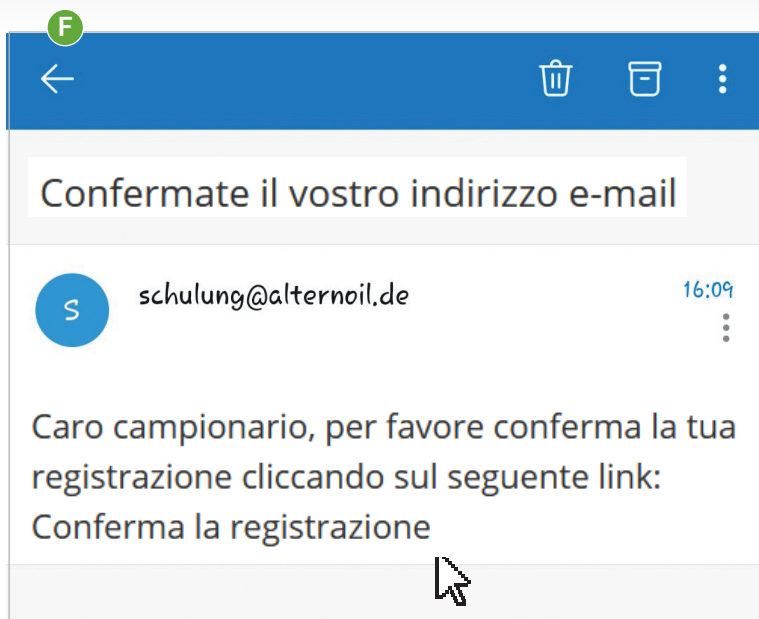 F
Confermate il vostro indirizzo e-mail
S
schulung@alternoil.de
16:09
Caro campionario, per favore conferma la tua
registrazione cliccando sul seguente link:
Conferma la registrazione